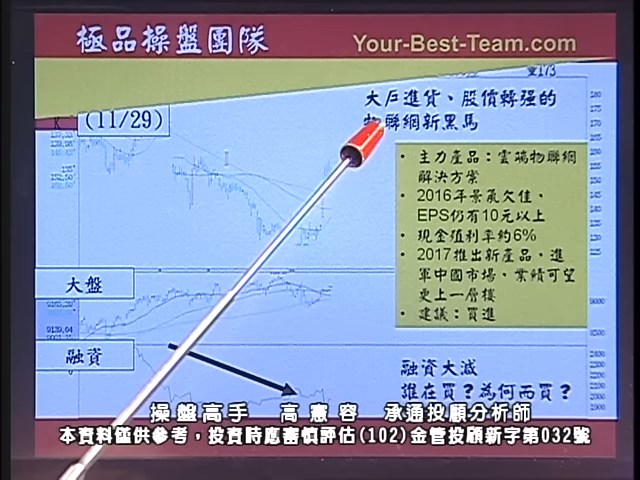 極品操盤團隊
Your-Best-Team.com
量173
(11/29)
大戶進貨、股價轉强的
物聯網新黑馬
• 主力產品：雲端物聯網
解決方案
• 2016年景氣欠佳、
EPS仍有10元以上
• 現金殖利率約6%
• 2017推出新產品，進
軍中國市場、業績可望
更上一層樓
• 建議：買進
大盤
9139.04
融資
融資大減
誰在買？為何而買？
操盤高手 高憲容 承通投顧分析師
本資料僅供參考，投資時應審慎評估(102)金管投顧新字第032號